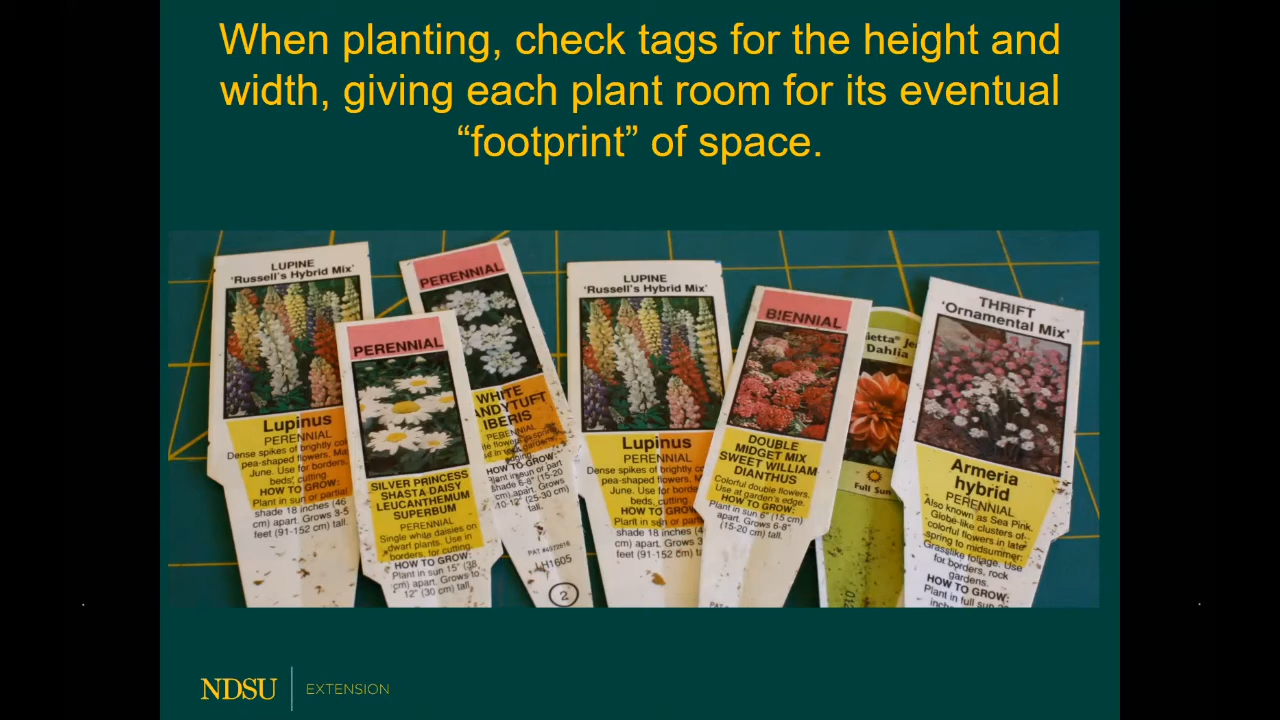 When planting, check tags for the height and
width, giving each plant room for its eventual
“footprint” of space.
LUPINE
'Russell's Hybrid Mix'
Lupinus
PERENNIAL
Dense spikes of brightly
pea-shaped flowers.
June. Use for borders,
beds, cutting.
HOW TO GROW:
Plant in sun or partial
shade 18 inches (46
cm) apart. Grows 3-5
feet (91-152 cm) tall.
PERENNIAL
SILVER PRINCESS
SHASTA DAISY
LEUCANTHEMUM
SUPERBUM
PERENNIAL
Single white daisies on
dwarf plants. Use in
borders, for cutting.
HOW TO GROW:
Plant in sun 15" (38
cm) apart. Grows to
12" (30 cm) tall.
PERENNIAL
WHITE
ANDYTUFT
IBERIS
PERENNIAL
HOW TO GROW:
Plant in sun or part
shade 6-8" (15-20
cm) apart. Grows
10-12" (25-30 cm)
tall.
PAT #4572616
LH1605
2
LUPINE
'Russell's Hybrid Mix'
Lupinus
PERENNIAL
Dense spikes of brightly
pea-shaped flowers.
June. Use for
beds, cutting.
HOW TO GROW:
Plant in sun or
shade 18 inches
cm) apart. Grows
feet (91-152 cm) tall.
BIENNIAL
DOUBLE
MIDGET MIX
SWEET WILLIAM
DIANTHUS
Colorful double flowers.
Use at garden's edge.
HOW TO GROW:
Plant in sun 6" (15 cm)
apart. Grows 6-8"
(15-20 cm) tall.
Dahlia
Full Sun
THRIFT
'Ornamental Mix'
Armeria
hybrid
PERENNIAL
Also known as Sea Pink.
Globe-like clusters of
colorful flowers in late
spring to midsummer.
Grasslike foliage. Use
for borders, rock
gardens.
HOW TO GROW:
Plant in full sun
NDSU EXTENSION